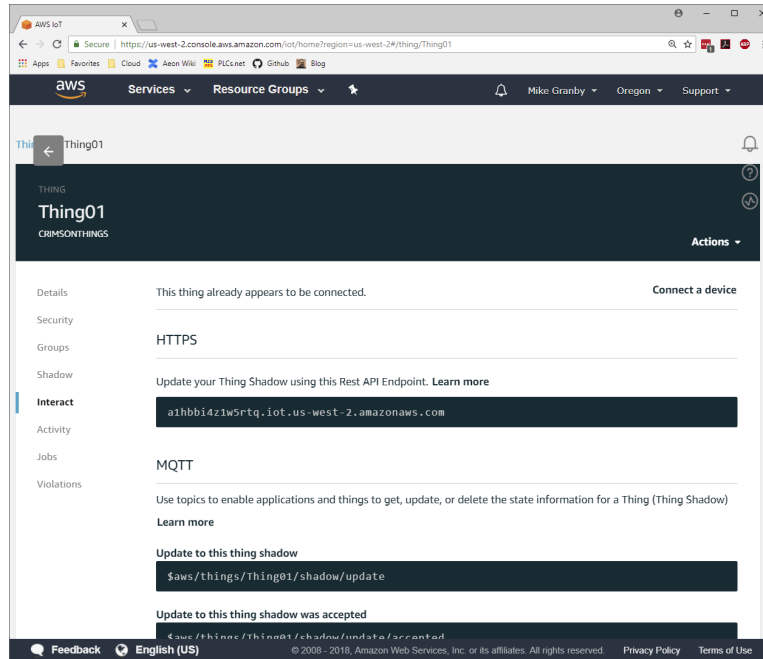 AWS IoT
Secure | https://us-west-2.console.aws.amazon.com/iot/home?region=us-west-2#/thing/Thing01
Apps Favorites Cloud Aeon Wiki PLCs.net Github Blog
aws Services Resource Groups Mike Granby Oregon Support
Thi Thing01
THING
Thing01
CRIMSONTHINGS
Actions
Details
Security
Groups
Shadow
Interact
Activity
Jobs
Violations
This thing already appears to be connected. Connect a device
HTTPS
Update your Thing Shadow using this Rest API Endpoint. Learn more
a1hbbi4z1w5rtq.iot.us-west-2.amazonaws.com
MQTT
Use topics to enable applications and things to get, update, or delete the state information for a Thing (Thing Shadow)
Learn more
Update to this thing shadow
$aws/things/Thing01/shadow/update
Update to this thing shadow was accepted
$aws/things/Thing01/shadow/update/accepted
Feedback English (US) © 2008 - 2018, Amazon Web Services, Inc. or its affiliates. All rights reserved. Privacy Policy Terms of Use